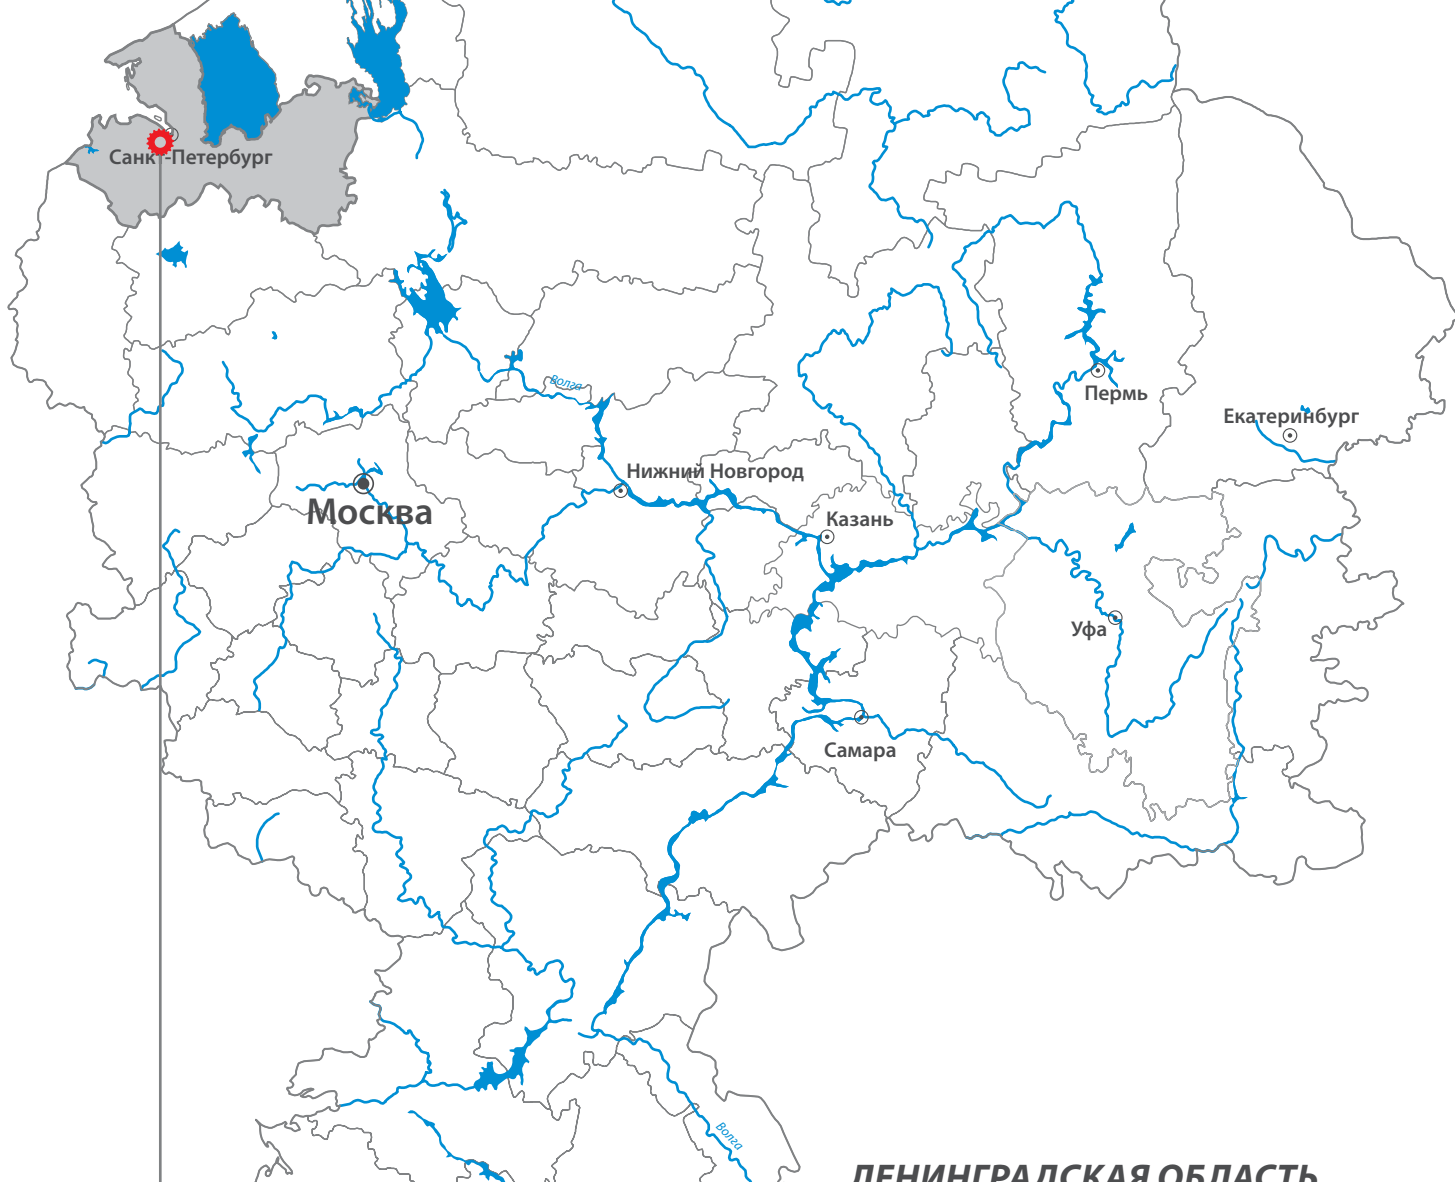 Санкт-Петербург
Волга
Пермь
Екатеринбург
Нижний Новгород
Москва
Казань
Уфа
Самара
Волга
ЛЕНИНГРАДСКАЯ ОБЛАСТЬ